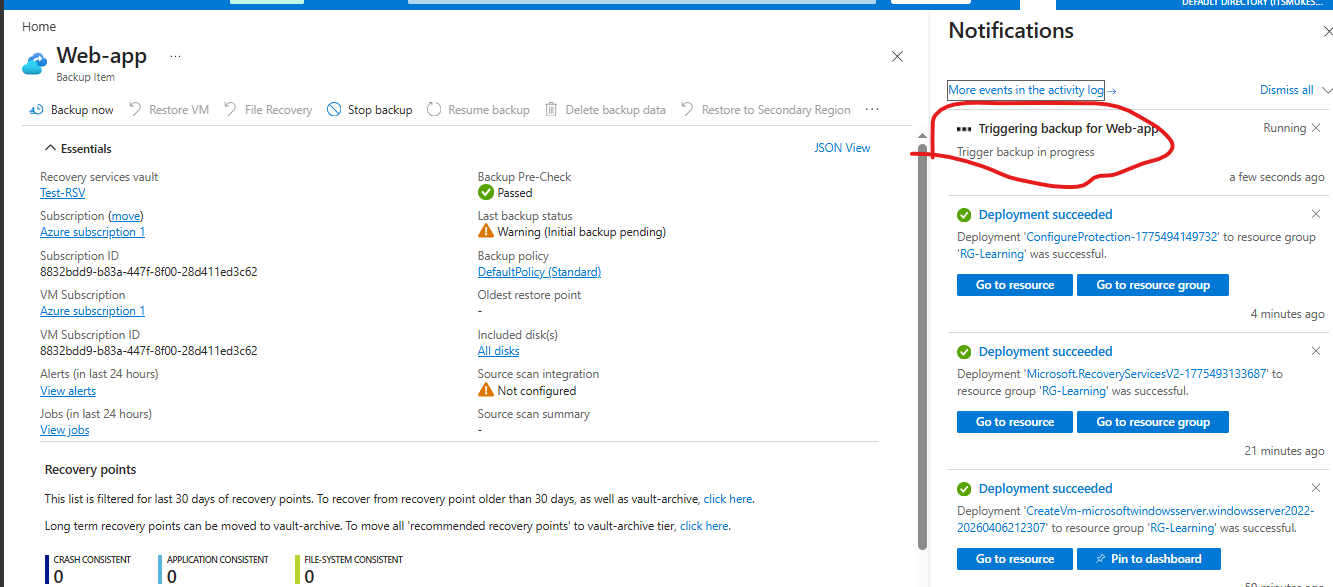 DEFAULT DIRECTORY (ITSMUKES...
Home
Web-app
...
Backup Item
Backup now
Restore VM
File Recovery
Stop backup
Resume backup
Delete backup data
Restore to Secondary Region
...
Essentials
JSON View
Recovery services vault
Test-RSV
Subscription (move)
Azure subscription 1
Subscription ID
8832bdd9-b83a-447f-8f00-28d411ed3c62
VM Subscription
Azure subscription 1
VM Subscription ID
8832bdd9-b83a-447f-8f00-28d411ed3c62
Alerts (in last 24 hours)
View alerts
Jobs (in last 24 hours)
View jobs
Backup Pre-Check
Passed
Last backup status
Warning (Initial backup pending)
Backup policy
DefaultPolicy (Standard)
Oldest restore point
-
Included disk(s)
All disks
Source scan integration
Not configured
Source scan summary
-
Recovery points
This list is filtered for last 30 days of recovery points. To recover from recovery point older than 30 days, as well as vault-archive, click here.
Long term recovery points can be moved to vault-archive. To move all 'recommended recovery points' to vault-archive tier, click here.
CRASH CONSISTENT
0
APPLICATION CONSISTENT
0
FILE-SYSTEM CONSISTENT
0
Notifications
More events in the activity log →
Dismiss all
Triggering backup for Web-app
Running
Trigger backup in progress
a few seconds ago
Deployment succeeded
Deployment 'ConfigureProtection-1775494149732' to resource group
'RG-Learning' was successful.
Go to resource
Go to resource group
4 minutes ago
Deployment succeeded
Deployment 'Microsoft.RecoveryServicesV2-1775493133687' to
resource group 'RG-Learning' was successful.
Go to resource
Go to resource group
21 minutes ago
Deployment succeeded
Deployment 'CreateVm-microsoftwindowsserver.windowsserver2022-
20260406212307' to resource group 'RG-Learning' was successful.
Go to resource
Pin to dashboard